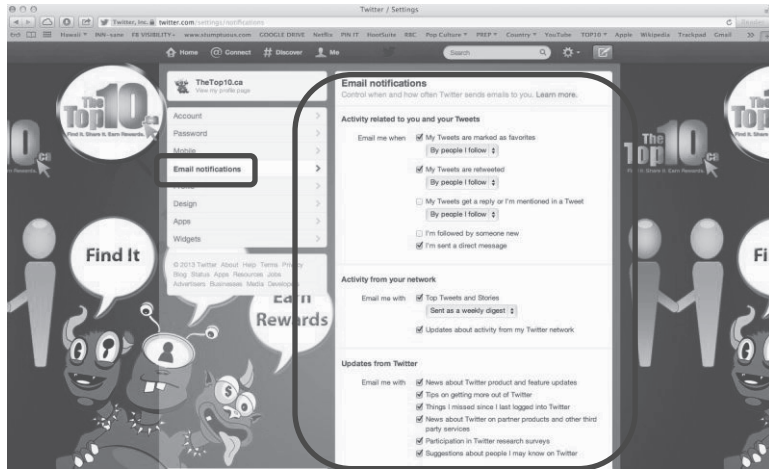 Twitter / Settings
Twitter, Inc. twitter.com/settings/notifications
Hawaii INN-sane FB VISIBILITY+ www.stumptuous.com GOOGLE DRIVE Netflix PIN IT HootSuite BBC Pop Culture PREP Country YouTube TOP10 Apple Wikipedia Trackpad Gmail
Home @ Connect # Discover Me Search
TheTop10.ca
View my profile page
Account
Password
Mobile
Email notifications
Design
Apps
Widgets
© 2013 Twitter About Help Terms Privacy
Blog Status Apps Resources Jobs
Advertisers Businesses Media Developers
Email notifications
Control when and how often Twitter sends emails to you. Learn more.
Activity related to you and your Tweets
Email me when My Tweets are marked as favorites
By people I follow
My Tweets are retweeted
By people I follow
My Tweets get a reply or I'm mentioned in a Tweet
By people I follow
I'm followed by someone new
I'm sent a direct message
Activity from your network
Email me with Top Tweets and Stories
Sent as a weekly digest
Updates about activity from my Twitter network
Updates from Twitter
Email me with News about Twitter product and feature updates
Tips on getting more out of Twitter
Things I missed since I last logged into Twitter
News about Twitter on partner products and other third
party services
Participation in Twitter research surveys
Suggestions about people I may know on Twitter
The
Top10
.ca
Find It. Share It. Earn Rewards.
Find It
Earn
Rewards
The
Top
Fi